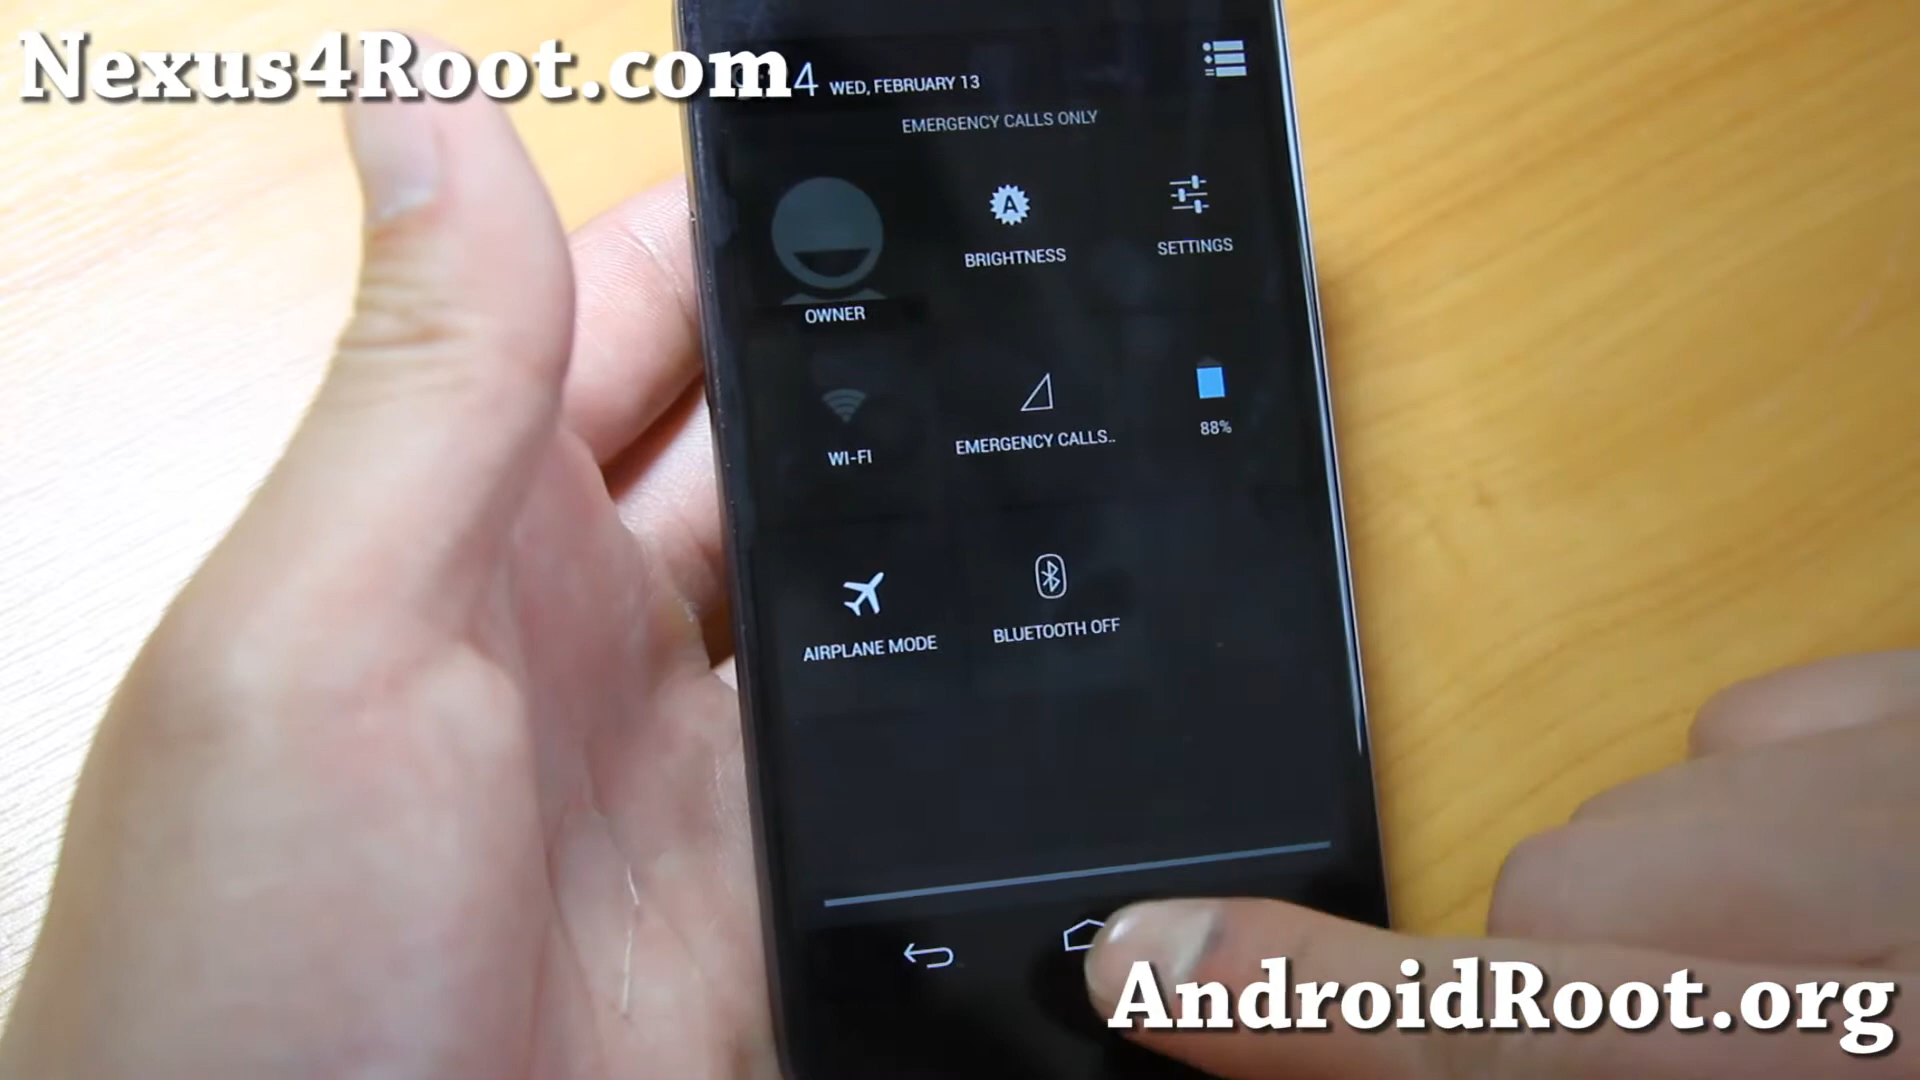 Nexus4Root.com
WED, FEBRUARY 13
EMERGENCY CALLS ONLY
A
BRIGHTNESS
SETTINGS
OWNER
WI-FI
EMERGENCY CALLS..
88%
AIRPLANE MODE
BLUETOOTH OFF
AndroidRoot.org